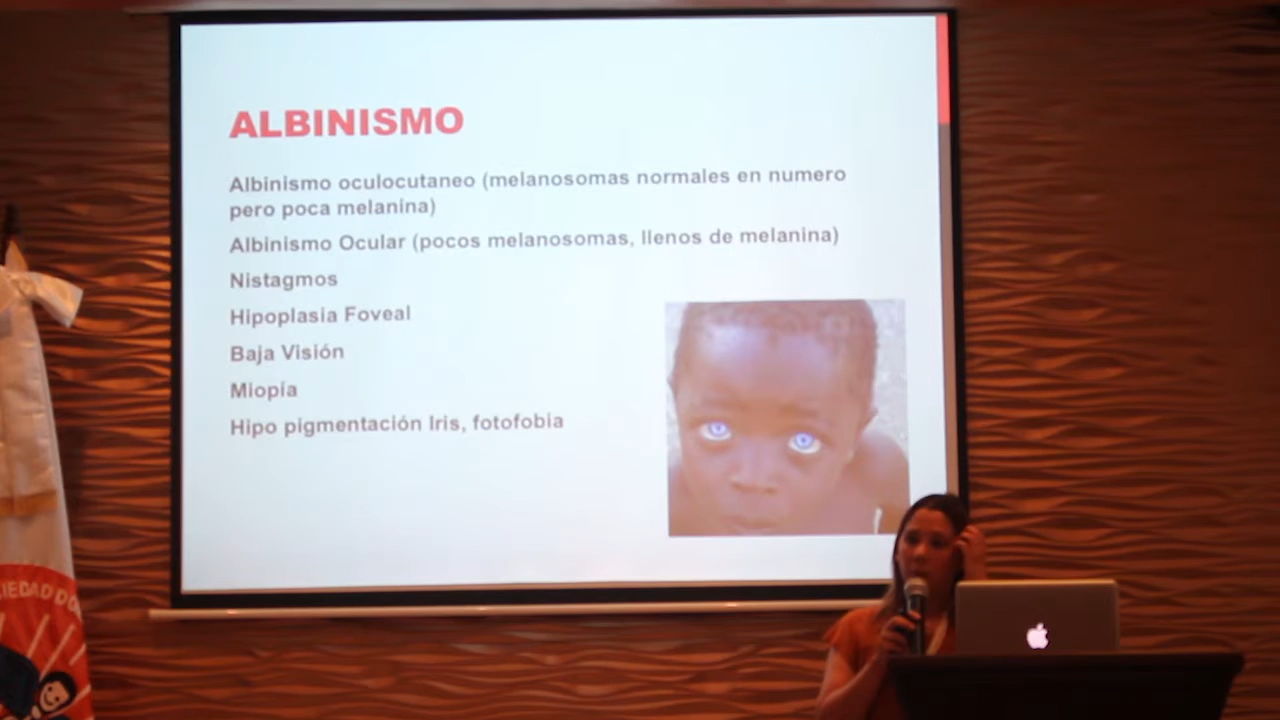 ALBINISMO
Albinismo oculocutaneo (melanosomas normales en numero
pero poca melanina)
Albinismo Ocular (pocos melanosomas, llenos de melanina)
Nistagmos
Hipoplasia Foveal
Baja Visión
Miopía
Hipo pigmentación Iris, fotofobia